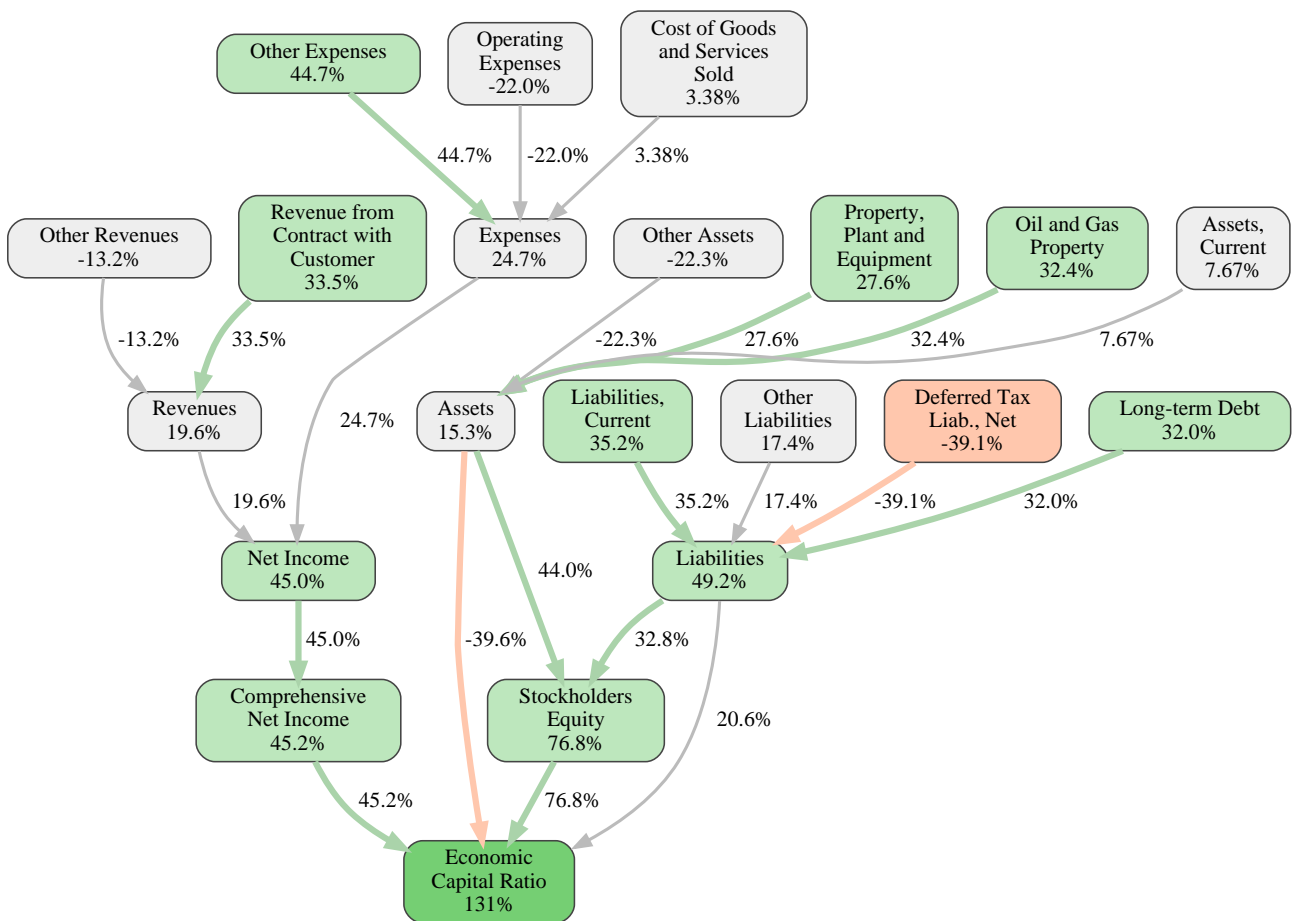 Other Expenses
44.7%
Operating
Expenses
-22.0%
Cost of Goods
and Services
Sold
3.38%
44.7%
-22.0%
3.38%
Other Revenues
-13.2%
Revenue from
Contract with
Customer
33.5%
Expenses
24.7%
Other Assets
-22.3%
Property,
Plant and
Equipment
27.6%
Oil and Gas
Property
32.4%
Assets,
Current
7.67%
-13.2%
33.5%
-22.3%
27.6%
32.4%
7.67%
Revenues
19.6%
24.7%
Assets
15.3%
Liabilities,
Current
35.2%
Other
Liabilities
17.4%
Deferred Tax
Liab., Net
-39.1%
Long-term Debt
32.0%
19.6%
35.2%
17.4%
-39.1%
32.0%
Net Income
45.0%
44.0%
Liabilities
49.2%
45.0%
-39.6%
32.8%
Comprehensive
Net Income
45.2%
Stockholders
Equity
76.8%
20.6%
45.2%
76.8%
Economic
Capital Ratio
131%